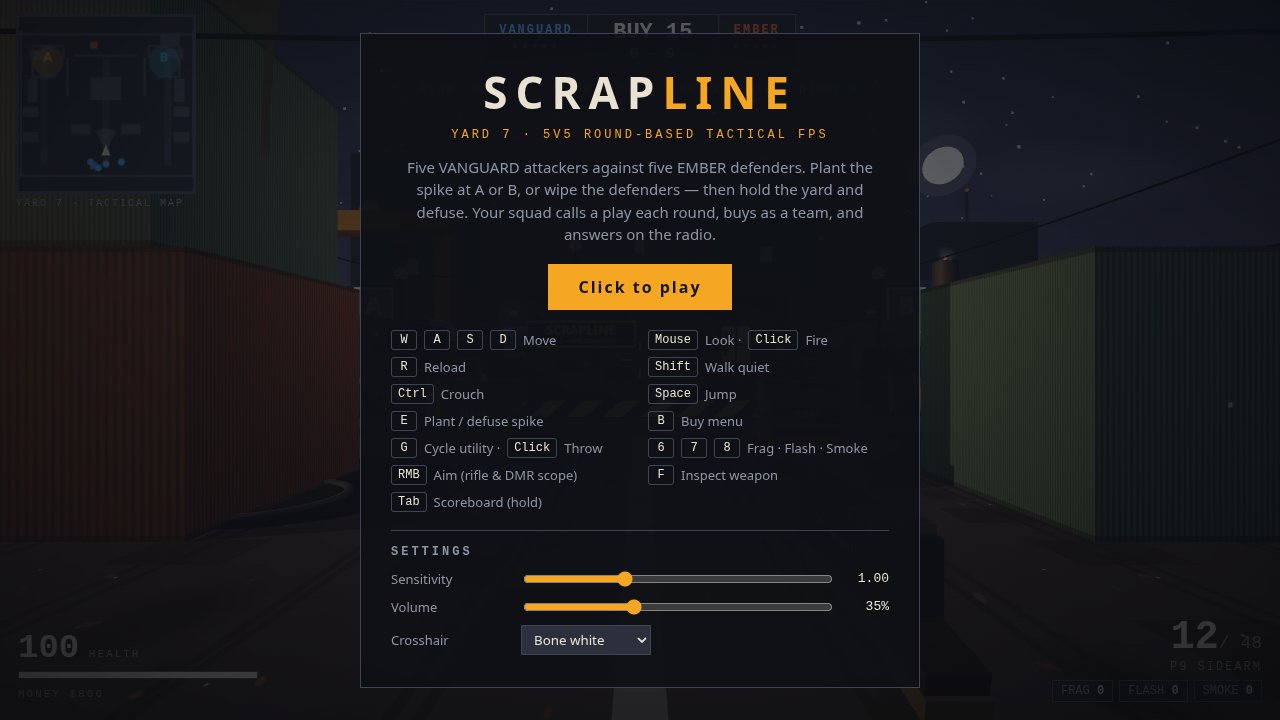 VANGUARD
BUY 15
EMBER
A
B
YARD 7 · TACTICAL MAP
SCRAPLINE
YARD 7 · 5V5 ROUND-BASED TACTICAL FPS
Five VANGUARD attackers against five EMBER defenders. Plant the
spike at A or B, or wipe the defenders — then hold the yard and
defuse. Your squad calls a play each round, buys as a team, and
answers on the radio.
Click to play
A
B
SCRAPLINE
W A S D Move
Mouse Look · Click Fire
R Reload
Shift Walk quiet
Ctrl Crouch
Space Jump
E Plant / defuse spike
B Buy menu
G Cycle utility · Click Throw
6 7 8 Frag · Flash · Smoke
RMB Aim (rifle & DMR scope)
F Inspect weapon
Tab Scoreboard (hold)
SETTINGS
Sensitivity 1.00
Volume 35%
Crosshair Bone white
100 HEALTH
MONEY $800
12 / 48
P9 SIDEARM
FRAG 0 FLASH 0 SMOKE 0